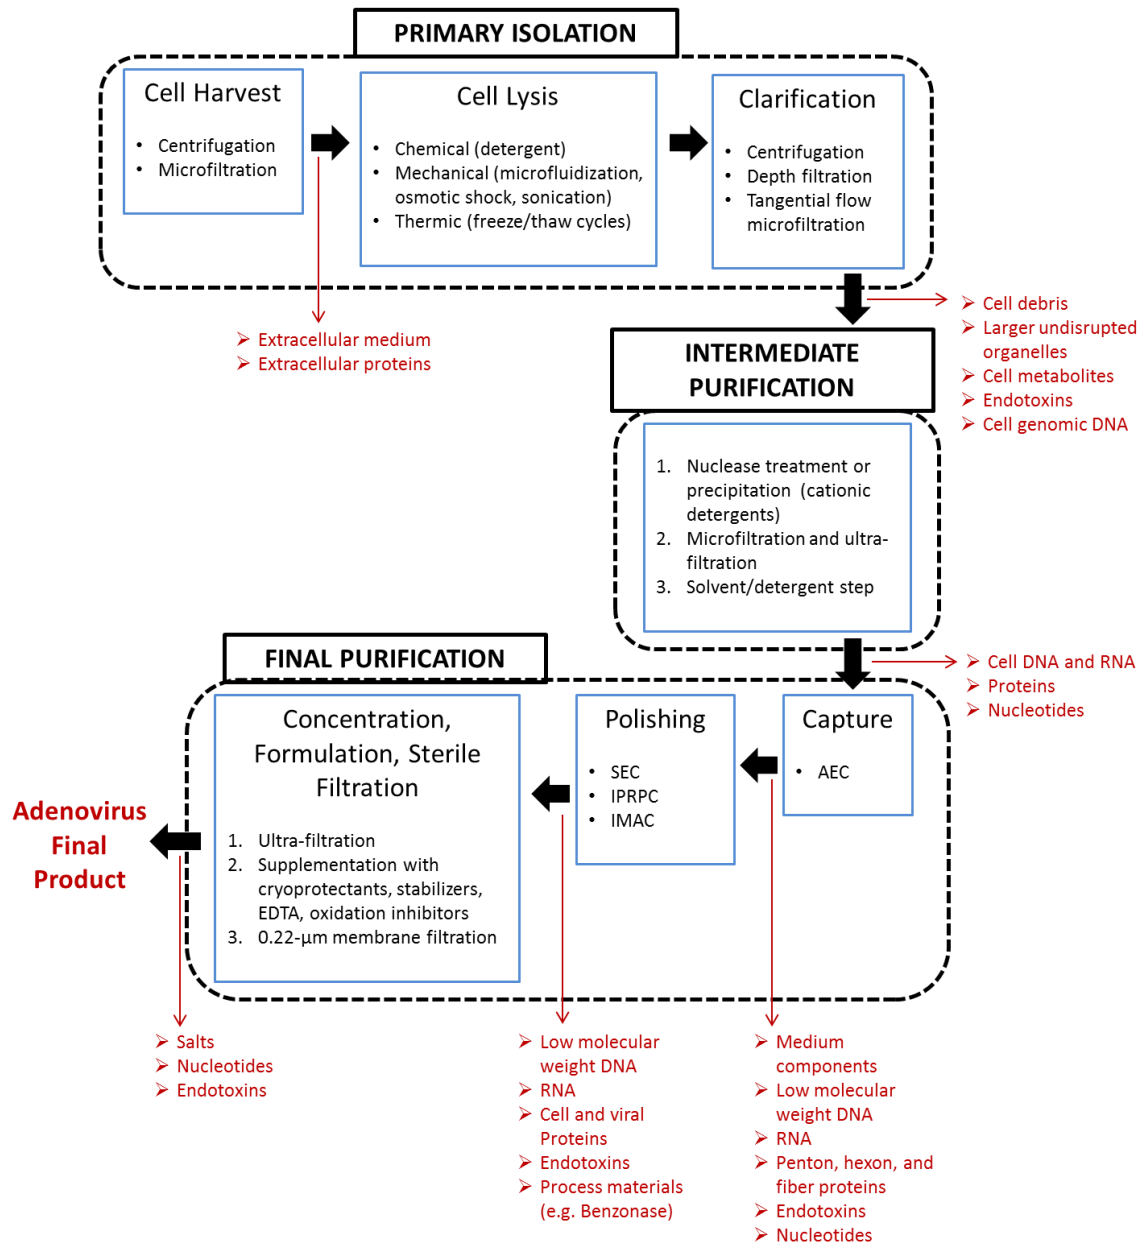 PRIMARY ISOLATION
Cell Harvest
• Centrifugation
• Microfiltration
Cell Lysis
• Chemical (detergent)
• Mechanical (microfluidization,
osmotic shock, sonication)
• Thermic (freeze/thaw cycles)
Clarification
• Centrifugation
• Depth filtration
• Tangential flow
microfiltration
➢ Extracellular medium
➢ Extracellular proteins
➢ Cell debris
➢ Larger undisrupted
organelles
➢ Cell metabolites
➢ Endotoxins
➢ Cell genomic DNA
INTERMEDIATE
PURIFICATION
1. Nuclease treatment or
precipitation (cationic
detergents)
2. Microfiltration and ultra-
filtration
3. Solvent/detergent step
➢ Cell DNA and RNA
➢ Proteins
➢ Nucleotides
FINAL PURIFICATION
Capture
• AEC
Polishing
• SEC
• IPRPC
• IMAC
Concentration,
Formulation, Sterile
Filtration
1. Ultra-filtration
2. Supplementation with
cryoprotectants, stabilizers,
EDTA, oxidation inhibitors
3. 0.22-µm membrane filtration
Adenovirus
Final
Product
➢ Salts
➢ Nucleotides
➢ Endotoxins
➢ Low molecular
weight DNA
➢ RNA
➢ Cell and viral
Proteins
➢ Endotoxins
➢ Process materials
(e.g. Benzonase)
➢ Medium
components
➢ Low molecular
weight DNA
➢ RNA
➢ Penton, hexon, and
fiber proteins
➢ Endotoxins
➢ Nucleotides